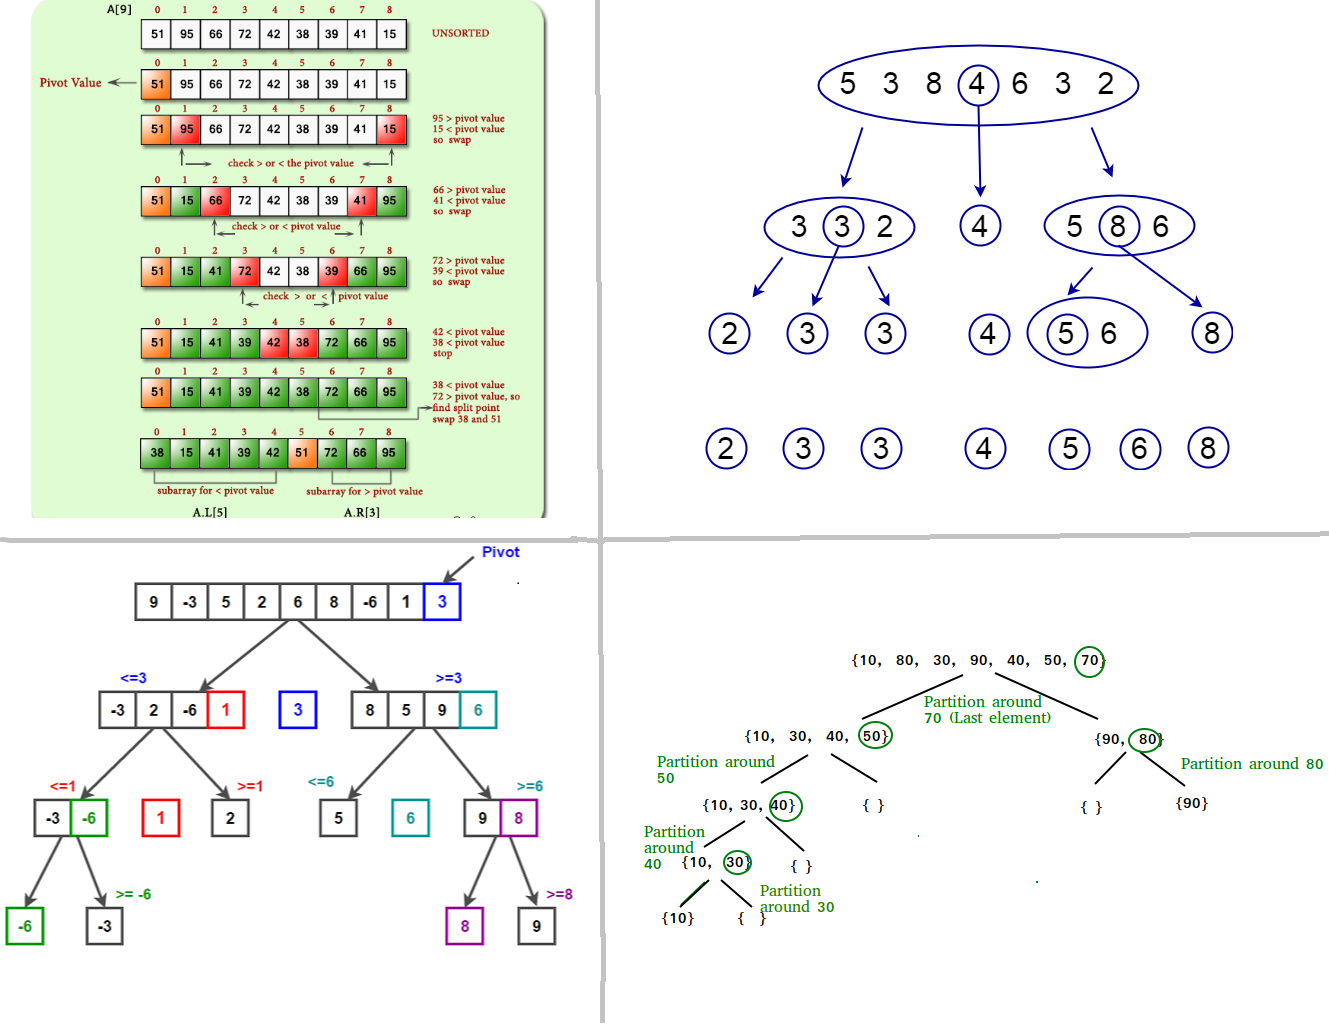 A[9] 0 1 2 3 4 5 6 7 8
51 95 66 72 42 38 39 41 15 UNSORTED
0 1 2 3 4 5 6 7 8
Pivot Value 51 95 66 72 42 38 39 41 15
0 1 2 3 4 5 6 7 8
51 95 66 72 42 38 39 41 15
95 > pivot value
15 < pivot value
so swap
check > or < the pivot value
0 1 2 3 4 5 6 7 8
51 15 66 72 42 38 39 41 95
66 > pivot value
41 < pivot value
so swap
check > or < pivot value
0 1 2 3 4 5 6 7 8
51 15 41 72 42 38 39 66 95
72 > pivot value
39 < pivot value
so swap
check > or < pivot value
0 1 2 3 4 5 6 7 8
51 15 41 39 42 38 72 66 95
42 < pivot value
38 < pivot value
stop
0 1 2 3 4 5 6 7 8
51 15 41 39 42 38 72 66 95
38 < pivot value
72 > pivot value, so
find split point
swap 38 and 51
0 1 2 3 4 5 6 7 8
38 15 41 39 42 51 72 66 95
subarray for < pivot value subarray for > pivot value
A.L[5] A.R[3]
5 3 8 4 6 3 2
3 3 2 4 5 8 6
2 3 3 4 5 6 8
2 3 3 4 5 6 8
Pivot
9 -3 5 2 6 8 -6 1 3
<=3 >=3
-3 2 -6 1 3 8 5 9 6
<=1 >=1 <=6 >=6
-3 -6 1 2 5 6 9 8
>= -6 >=8
-6 -3 8 9
{10, 80, 30, 90, 40, 50, 70}
Partition around
70 (Last element)
{10, 30, 40, 50} {90, 80}
Partition around
50
Partition around 80
{10, 30, 40} { } { } {90}
Partition
around
40
{10, 30} { }
Partition
around 30
{10} { }